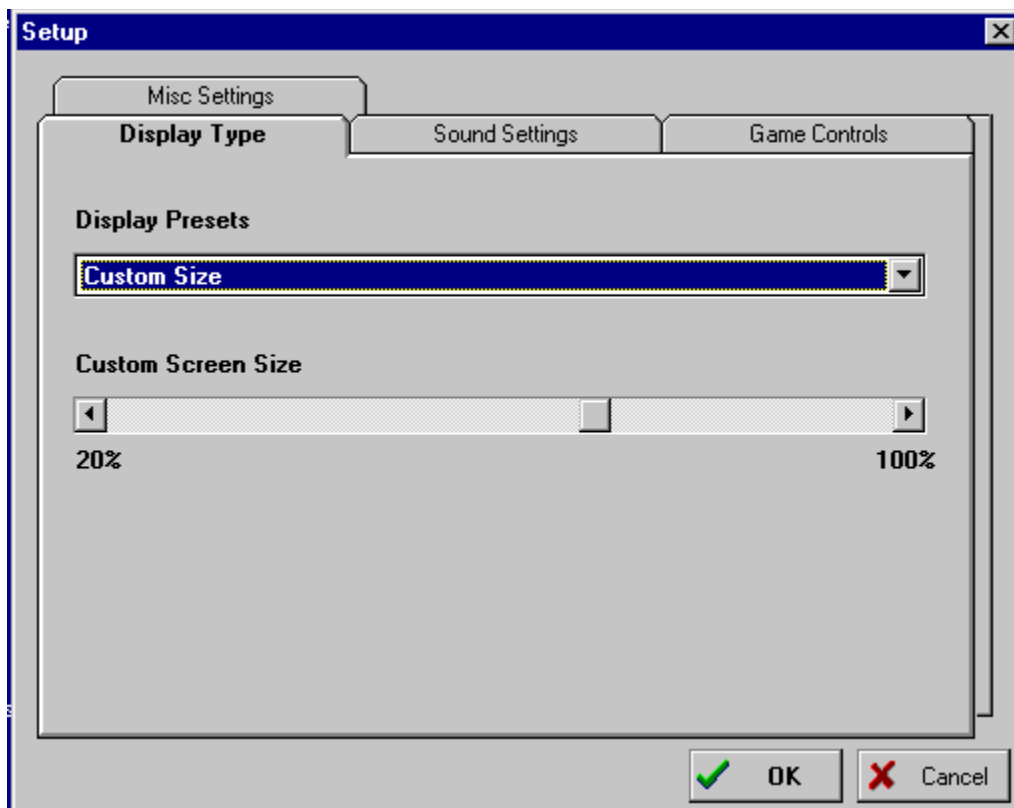 Setup
Misc Settings
Display Type Sound Settings Game Controls
Display Presets
Custom Size
Custom Screen Size
20% 100%
OK Cancel